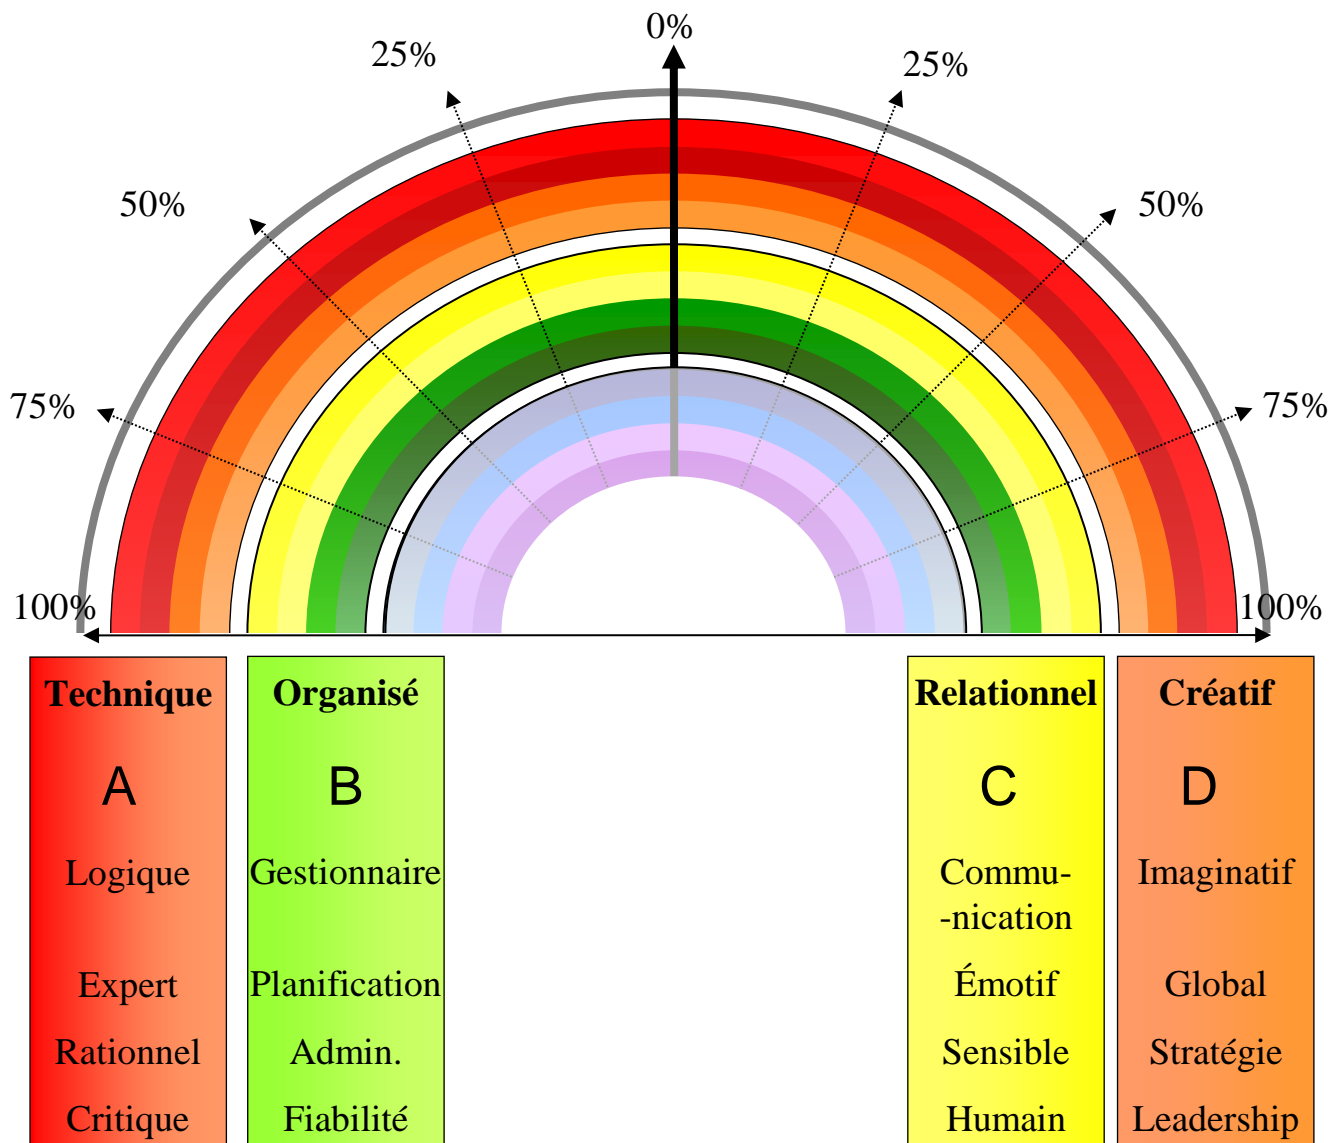 0%
25%
25%
50%
50%
75%
75%
100%
100%
Technique
A
Logique
Expert
Rationnel
Critique
Organisé
B
Gestionnaire
Planification
Admin.
Fiabilité
Relationnel
C
Commu-
-nication
Émotif
Sensible
Humain
Créatif
D
Imaginatif
Global
Stratégie
Leadership